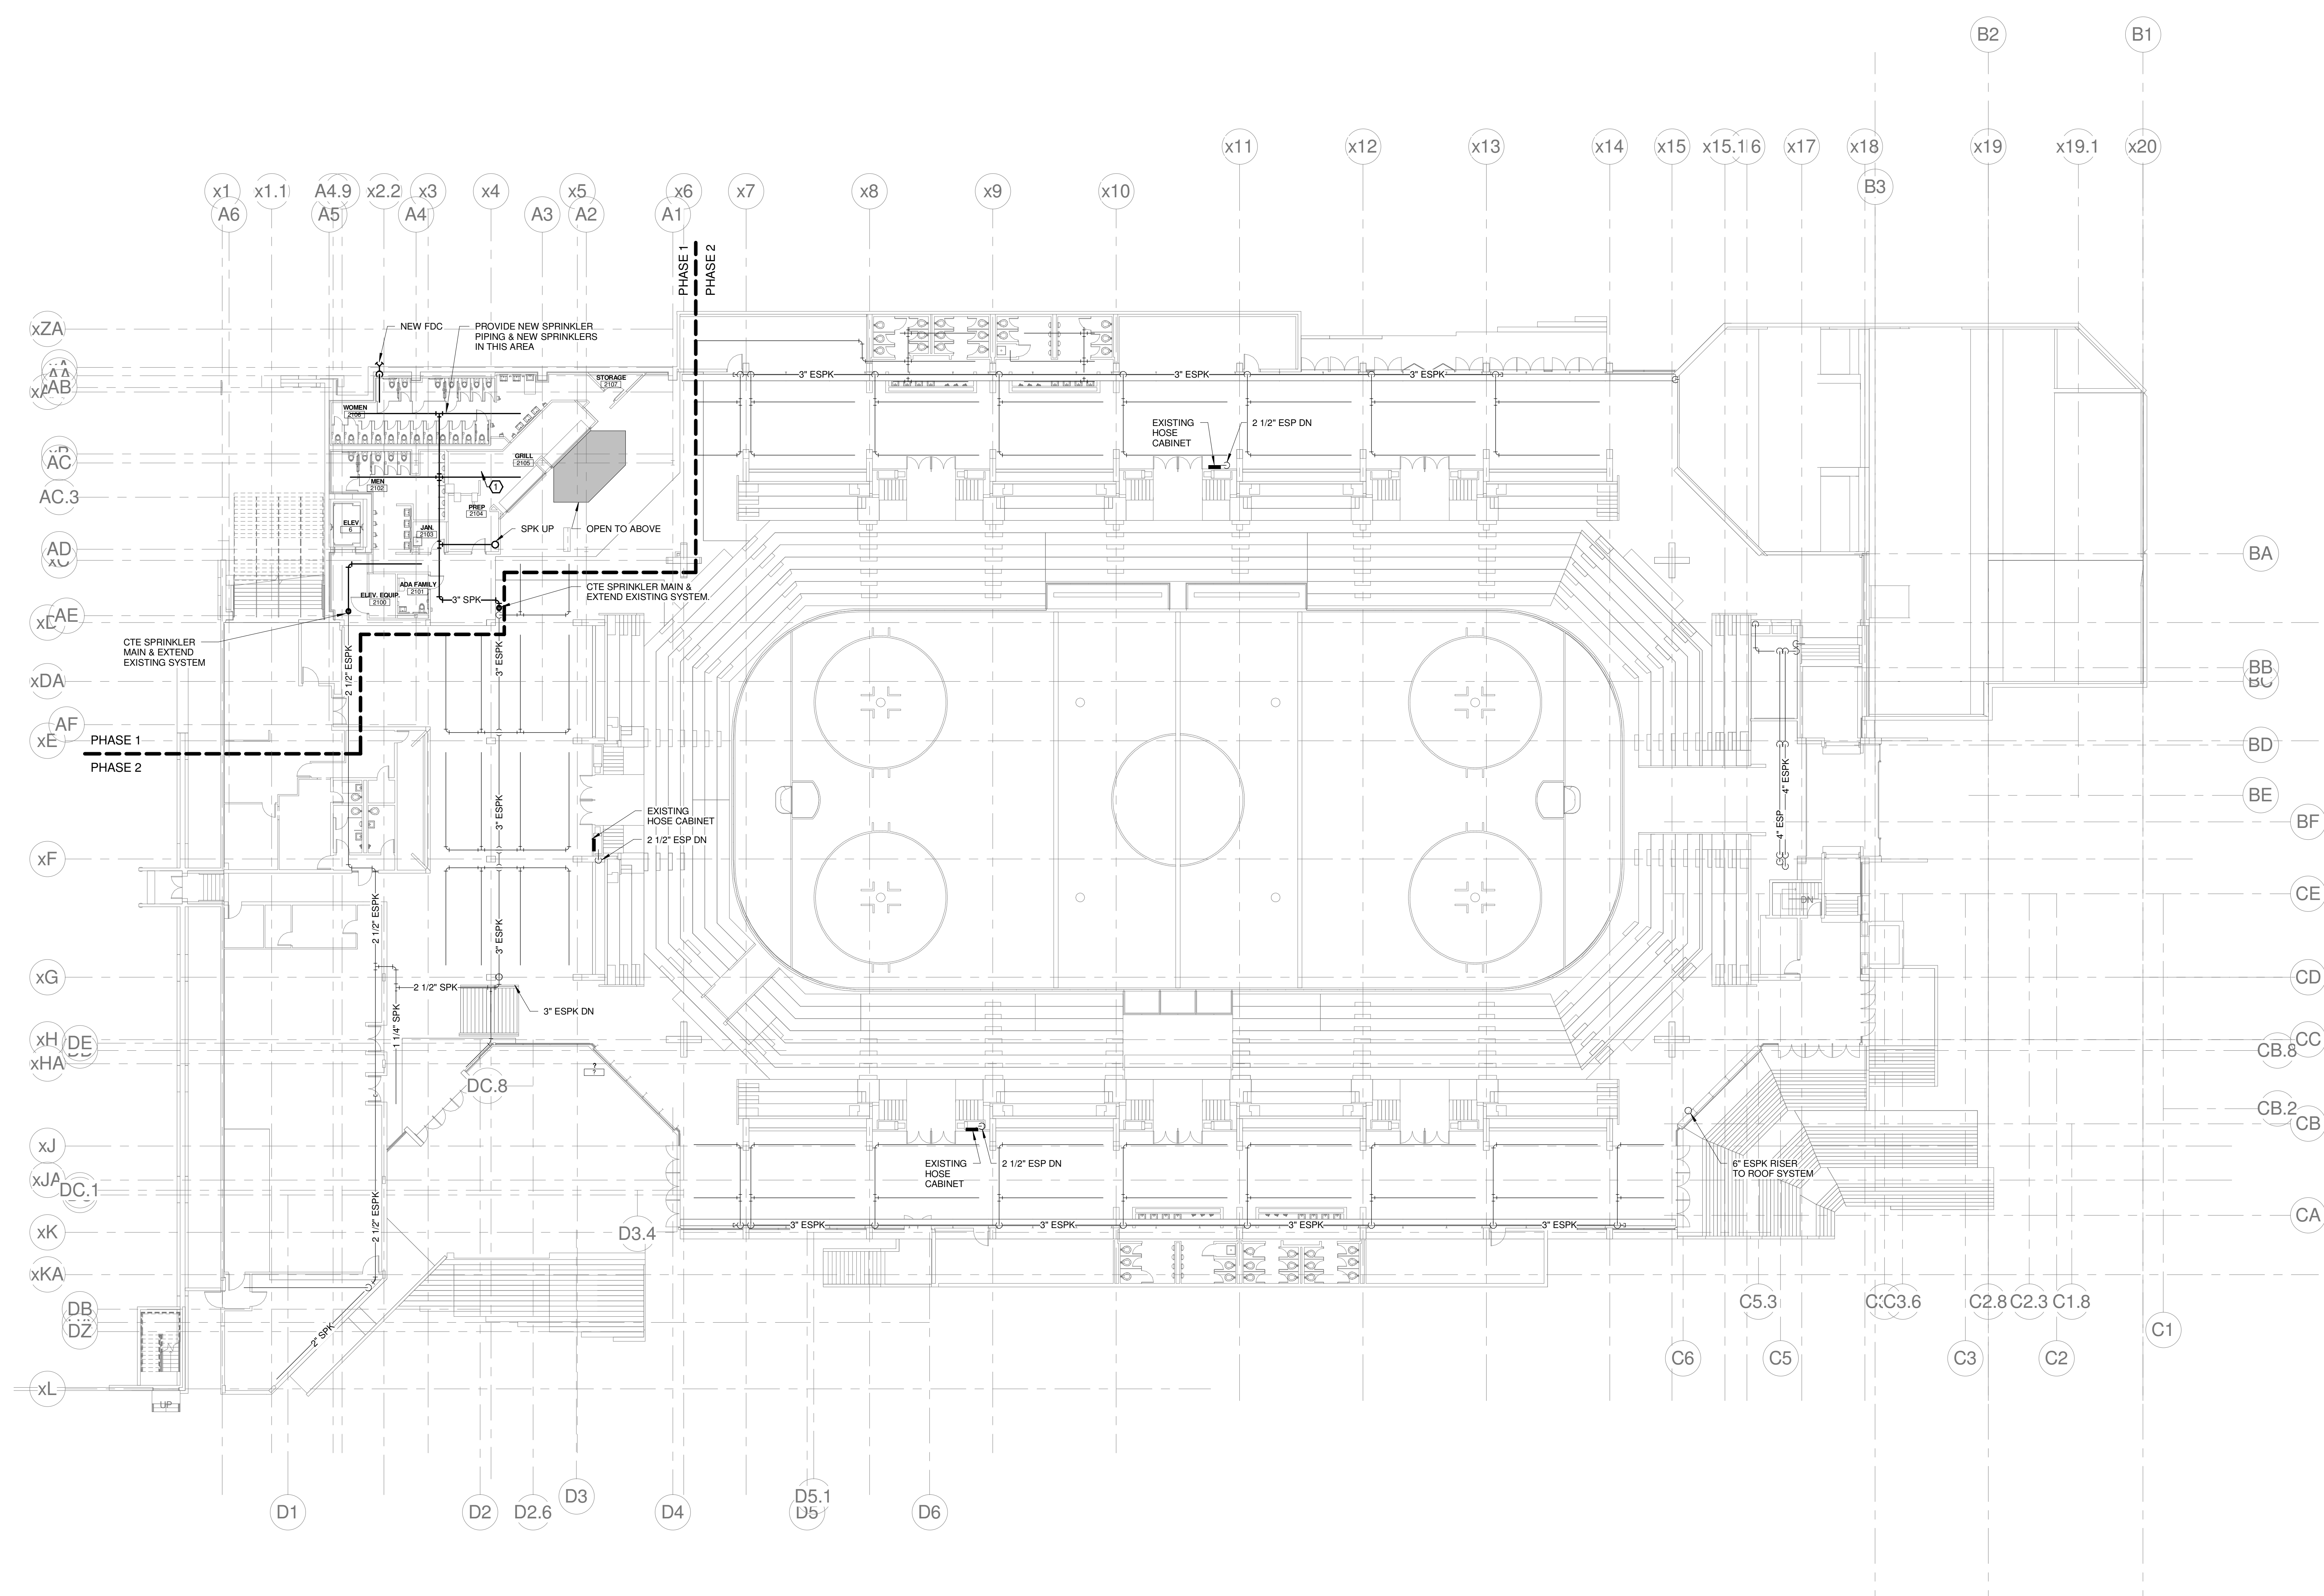 B2
B1
x11
x12
x13
x14
x15
x15.1
x17
x18
x19
x19.1
x20
B3
x1
x1.1
A4.9
x2.2
x3
x4
x5
x6
x7
x8
x9
x10
A6
A5
A4
A3
A2
A1
PHASE 1
PHASE 2
xZA
NEW FDC
PROVIDE NEW SPRINKLER
PIPING & NEW SPRINKLERS
IN THIS AREA
AA
AB
STORAGE
2107
3" ESPK
3" ESPK
3" ESPK
WOMEN
2106
EXISTING
HOSE
CABINET
2 1/2" ESP DN
AC
GRILL
2105
MEN
2102
1
AC.3
PREP
2104
ELEV
6
JAN.
2103
SPK UP
OPEN TO ABOVE
AD
xC
BA
ADA FAMILY
2101
ELEV. EQUIP.
2100
3" SPK
CTE SPRINKLER MAIN &
EXTEND EXISTING SYSTEM.
AE
xD
CTE SPRINKLER
MAIN & EXTEND
EXISTING SYSTEM
2 1/2" ESPK
3" ESPK
xDA
BB
BC
AF
xE
PHASE 1
PHASE 2
BD
4" ESPK
BE
EXISTING
HOSE CABINET
3" ESPK
4" ESP
BF
2 1/2" ESP DN
xF
CE
DN
2 1/2" ESPK
3" ESPK
xG
CD
2 1/2" SPK
3" ESPK DN
1 1/4" SPK
xH
DE
CC
CB.8
xHA
?
?
DC.8
CB.2
CB
xJ
EXISTING
HOSE
CABINET
2 1/2" ESP DN
6" ESPK RISER
TO ROOF SYSTEM
xJA
DC.1
CA
2 1/2" ESPK
3" ESPK
3" ESPK
3" ESPK
3" ESPK
xK
D3.4
xKA
DB
DZ
C5.3
C3.6
C2.8
C2.3
C1.8
C1
2" SPK
C6
C5
C3
C2
xL
UP
D1
D2
D2.6
D3
D4
D5.1
D5
D6